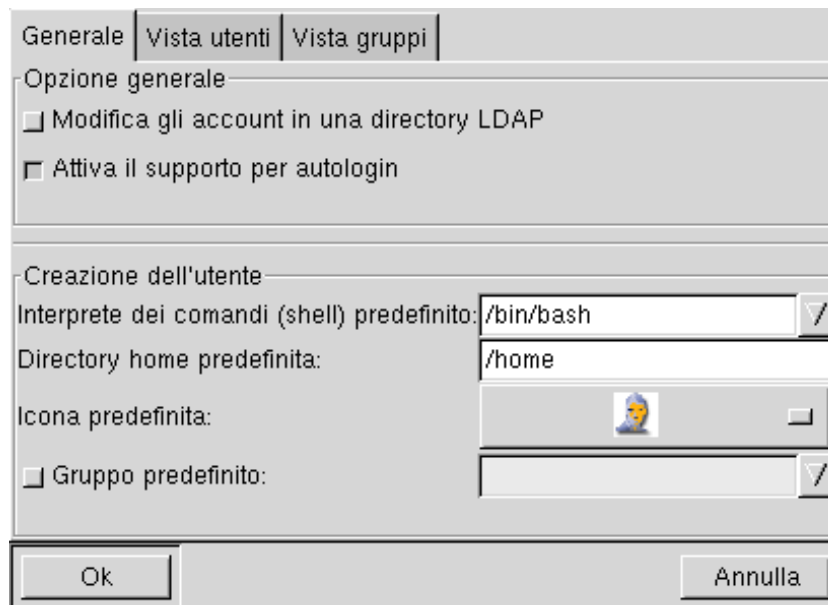 Generale Vista utenti Vista gruppi
Opzione generale
Modifica gli account in una directory LDAP
Attiva il supporto per autologin
Creazione dell'utente
Interprete dei comandi (shell) predefinito: /bin/bash
Directory home predefinita: /home
Icona predefinita:
Gruppo predefinito:
Ok Annulla